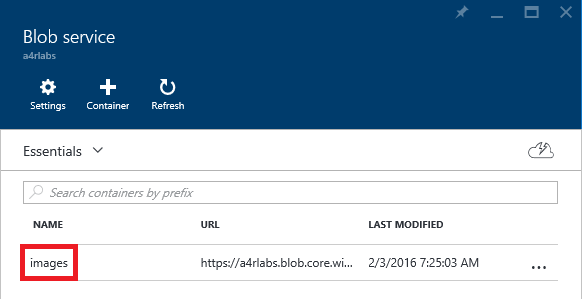 Blob service
a4rlabs
Settings Container Refresh
Essentials
Search containers by prefix
NAME URL LAST MODIFIED
images https://a4rlabs.blob.core.wi... 2/3/2016 7:25:03 AM ...